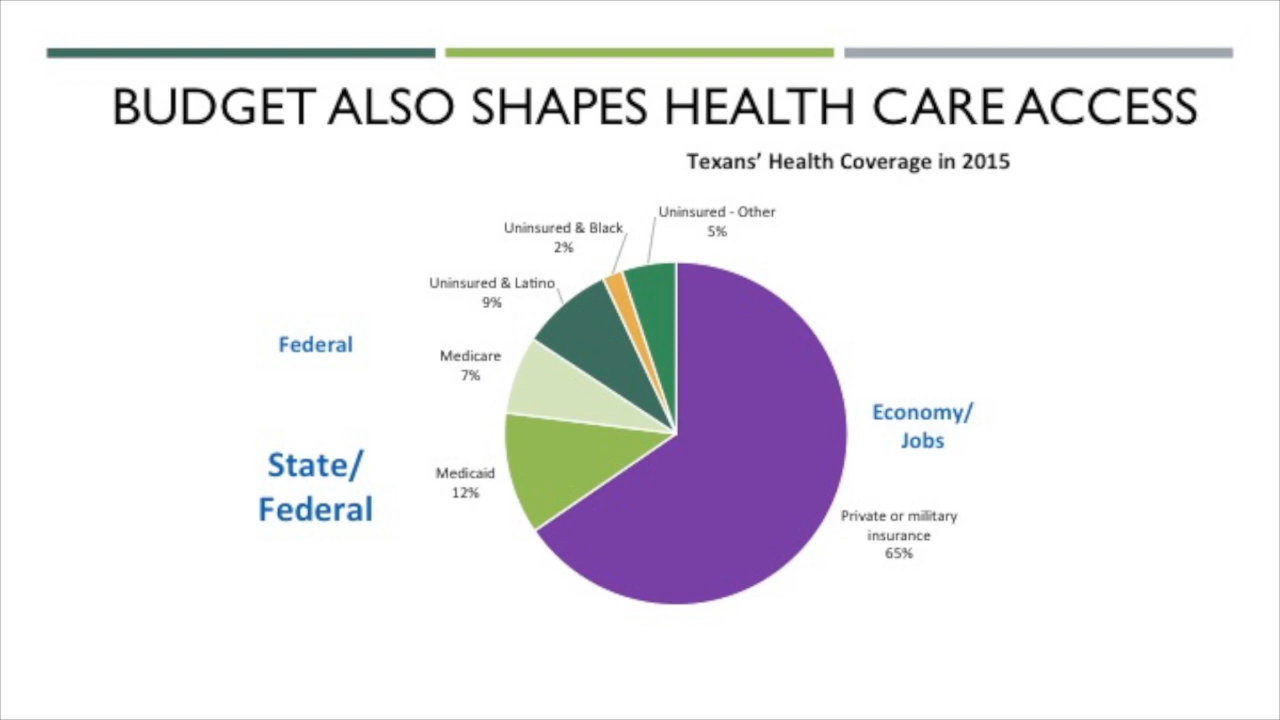 BUDGET ALSO SHAPES HEALTH CARE ACCESS
Texans’ Health Coverage in 2015
Uninsured - Other
5%
Uninsured & Black
2%
Uninsured & Latino
9%
Federal
Medicare
7%
Economy/
Jobs
State/
Federal
Medicaid
12%
Private or military
insurance
65%